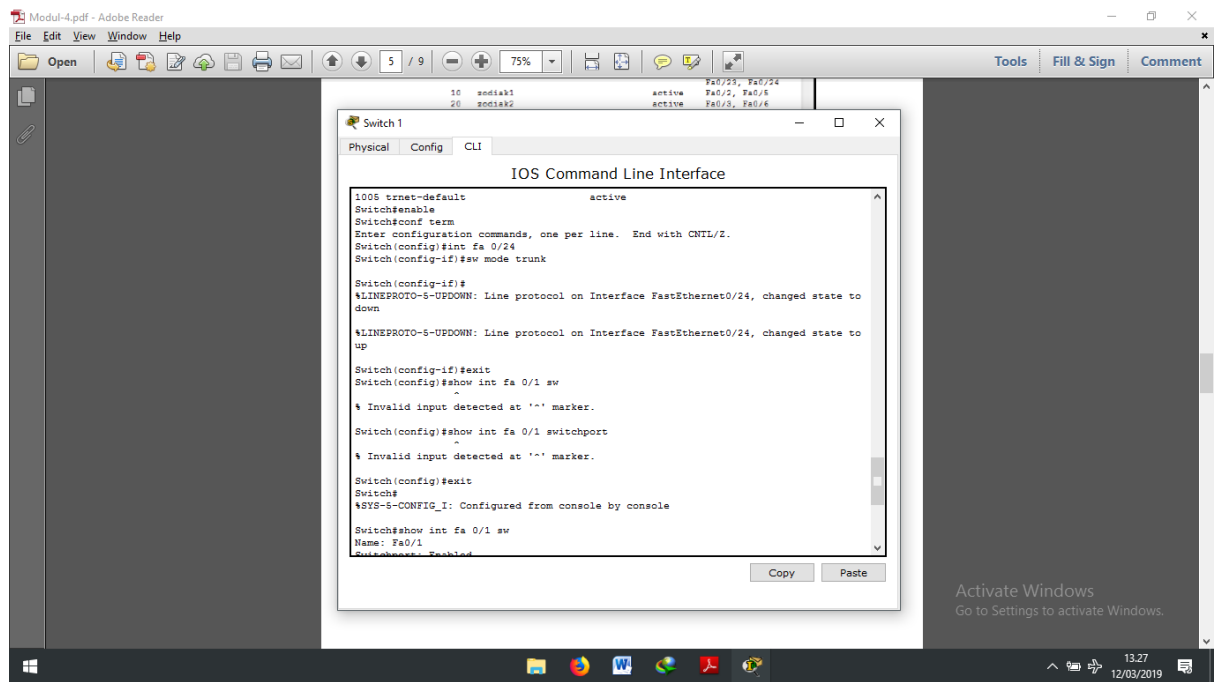 Modul-4.pdf - Adobe Reader
File Edit View Window Help
Open 5 / 9 75% Tools Fill & Sign Comment
Fa0/23, Fa0/24
10 zodiak1 active Fa0/2, Fa0/5
20 zodiak2 active Fa0/3, Fa0/6
Switch 1
Physical Config CLI
IOS Command Line Interface
1005 trnet-default active
Switch#enable
Switch#conf term
Enter configuration commands, one per line. End with CNTL/Z.
Switch(config)#int fa 0/24
Switch(config-if)#sw mode trunk
Switch(config-if)#
%LINEPROTO-5-UPDOWN: Line protocol on Interface FastEthernet0/24, changed state to
down
%LINEPROTO-5-UPDOWN: Line protocol on Interface FastEthernet0/24, changed state to
up
Switch(config-if)#exit
Switch(config)#show int fa 0/1 sw
^
% Invalid input detected at '^' marker.
Switch(config)#show int fa 0/1 switchport
^
% Invalid input detected at '^' marker.
Switch(config)#exit
Switch#
%SYS-5-CONFIG_I: Configured from console by console
Switch#show int fa 0/1 sw
Name: Fa0/1
Switchport: Enabled
Copy Paste
Activate Windows
Go to Settings to activate Windows.
13.27
12/03/2019